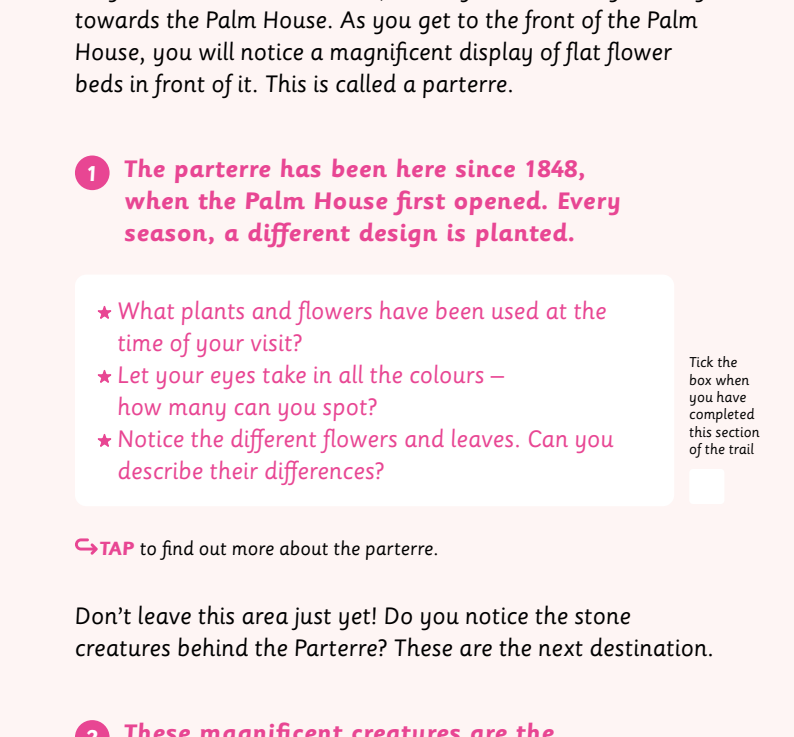 towards the Palm House. As you get to the front of the Palm
House, you will notice a magnificent display of flat flower
beds in front of it. This is called a parterre.
1 The parterre has been here since 1848,
when the Palm House first opened. Every
season, a different design is planted.
★ What plants and flowers have been used at the
time of your visit?
★ Let your eyes take in all the colours –
how many can you spot?
★ Notice the different flowers and leaves. Can you
describe their differences?
Tick the
box when
you have
completed
this section
of the trail
↪TAP to find out more about the parterre.
Don’t leave this area just yet! Do you notice the stone
creatures behind the Parterre? These are the next destination.
2 These magnificent creatures are the